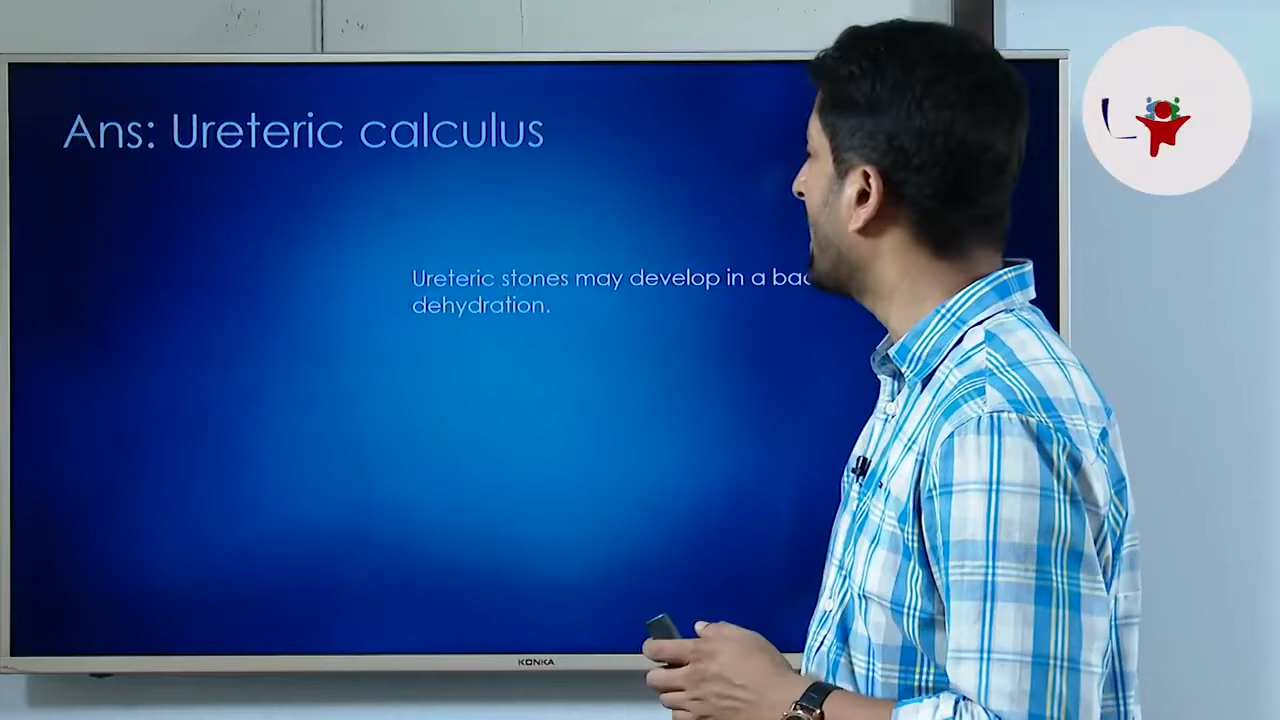 Ans: Ureteric calculus
Ureteric stones may develop in a
dehydration.
KONKA